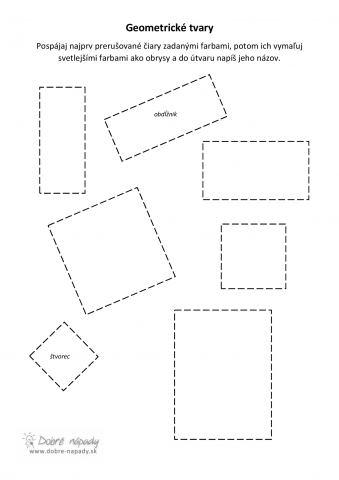 Geometrické tvary
Pospájaj najprv prerušované čiary zadanými farbami, potom ich vymaľuj
svetlejšími farbami ako obrysy a do útvaru napíš jeho názov.
obdĺžnik
štvorec
Dobré nápady
www.dobre-napady.sk